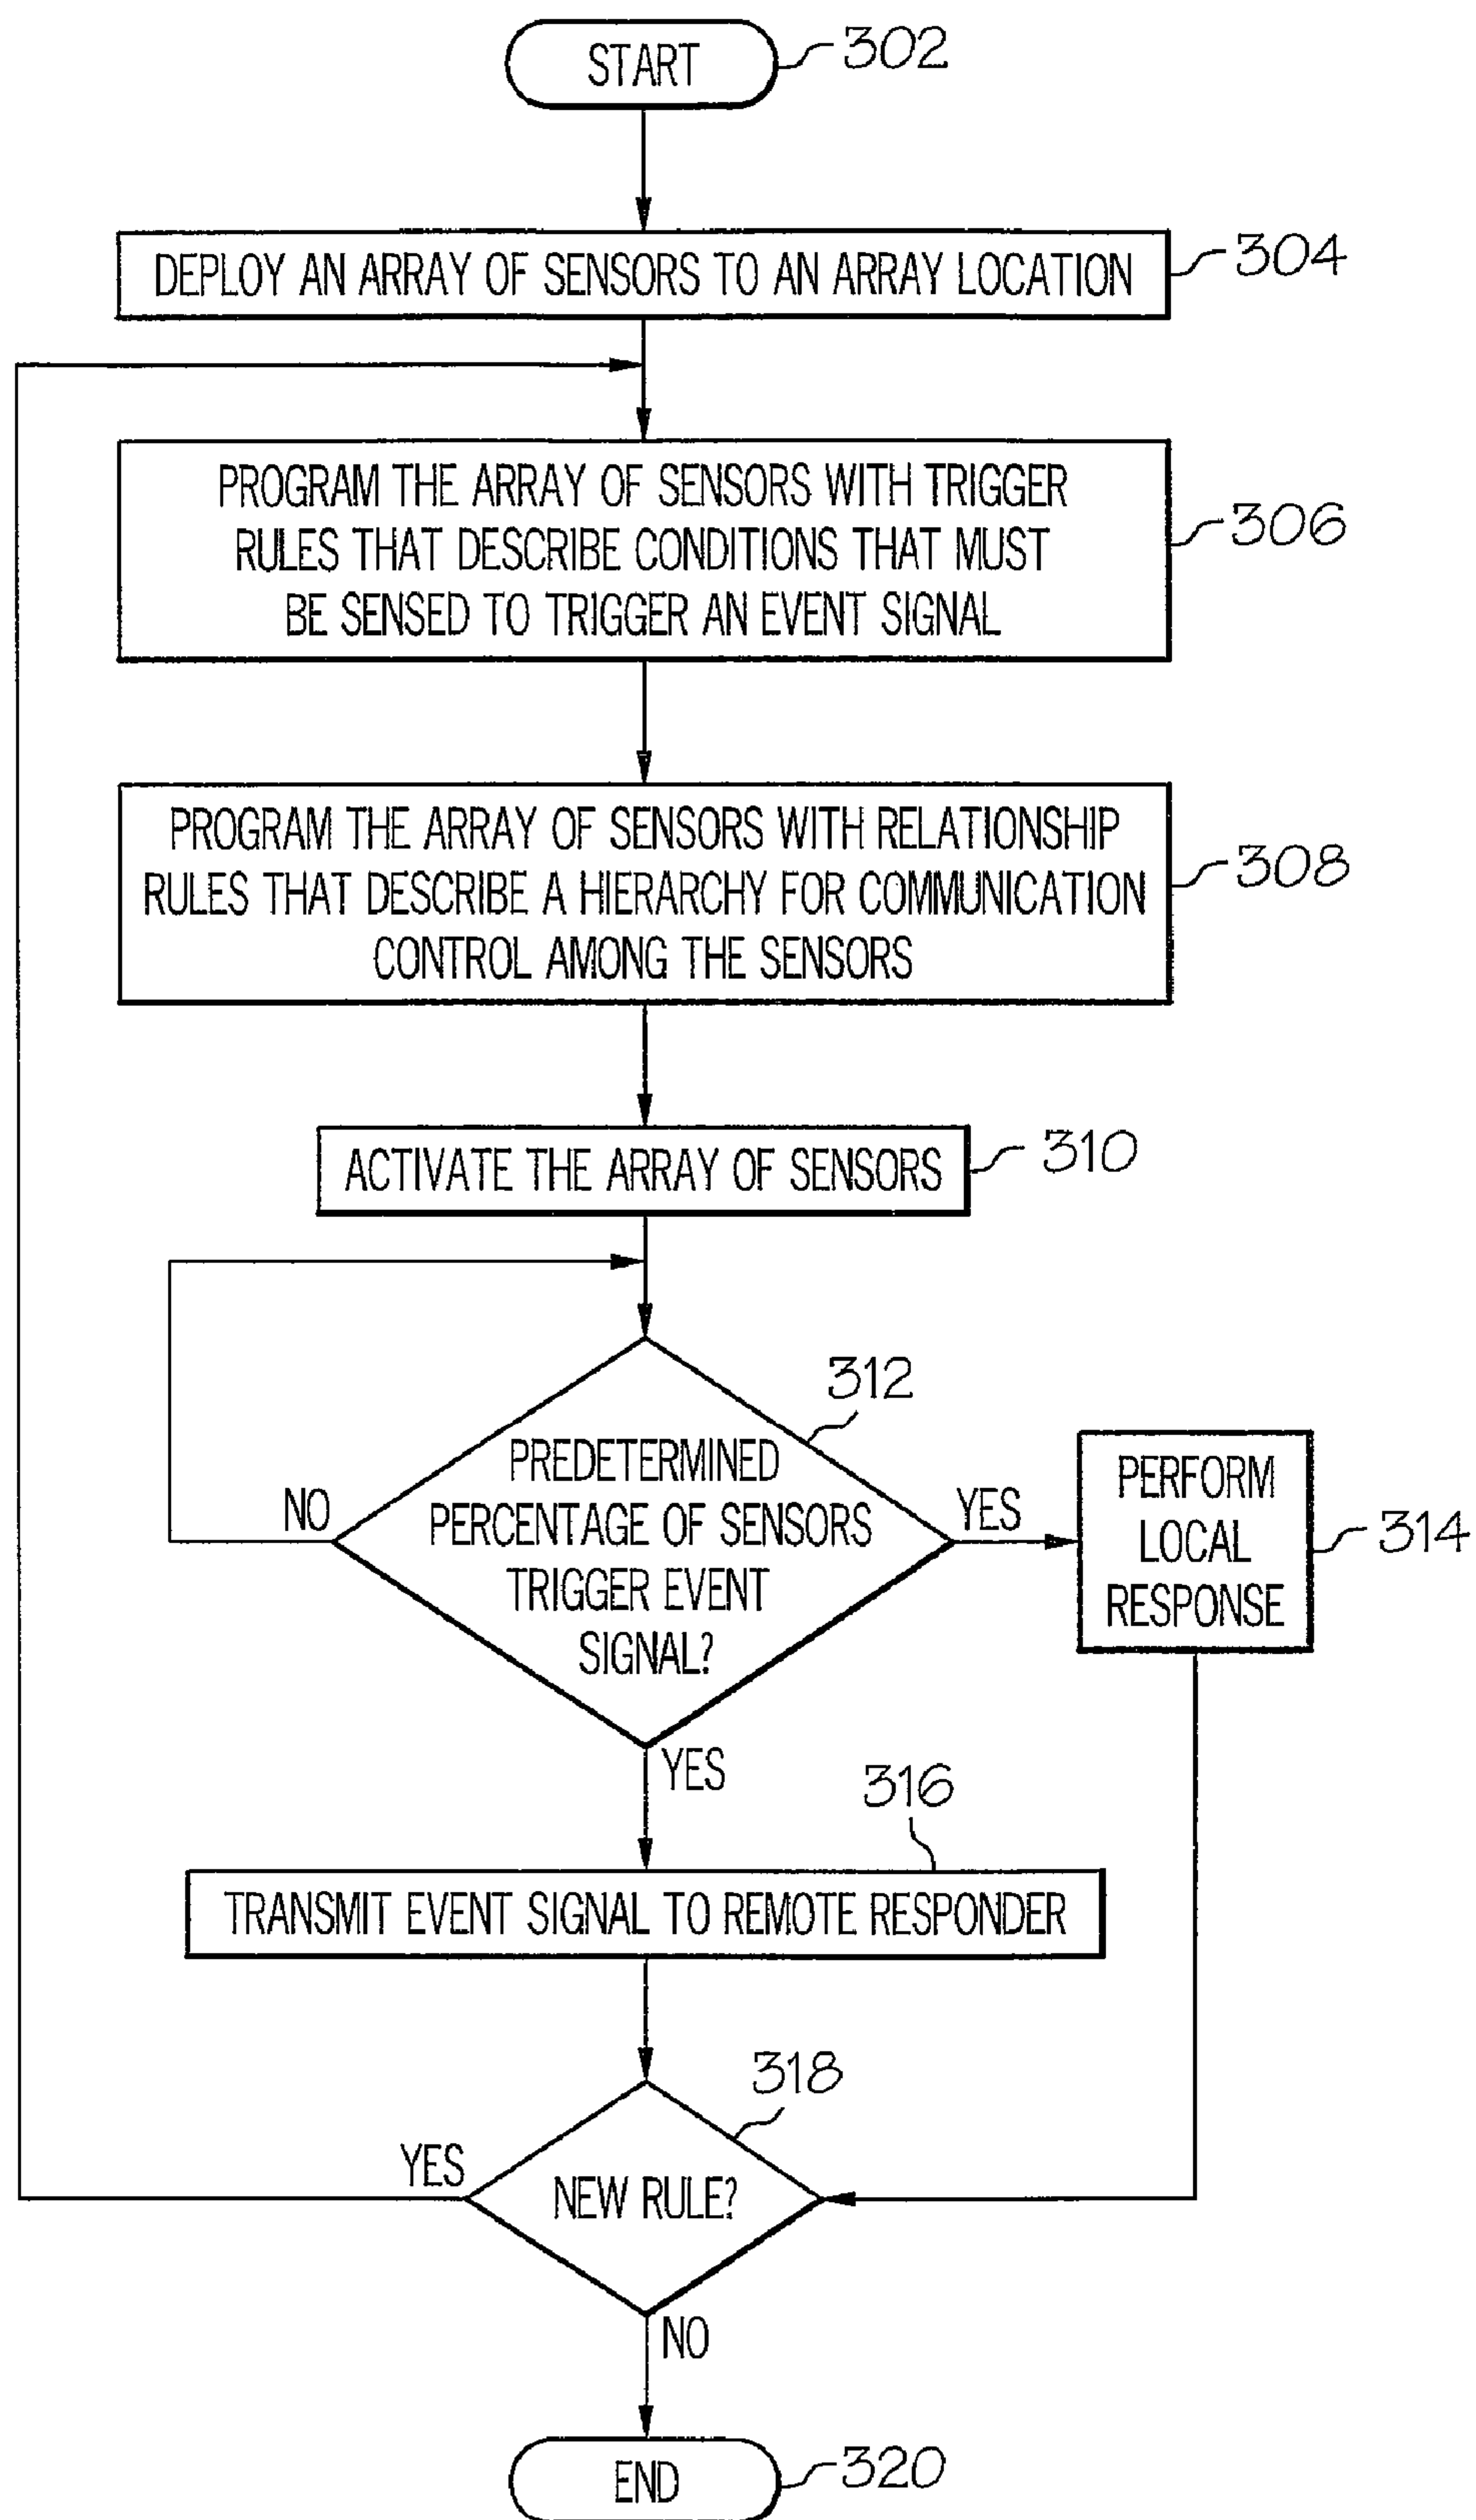 START
302
DEPLOY AN ARRAY OF SENSORS TO AN ARRAY LOCATION
304
PROGRAM THE ARRAY OF SENSORS WITH TRIGGER
RULES THAT DESCRIBE CONDITIONS THAT MUST
BE SENSED TO TRIGGER AN EVENT SIGNAL
306
PROGRAM THE ARRAY OF SENSORS WITH RELATIONSHIP
RULES THAT DESCRIBE A HIERARCHY FOR COMMUNICATION
CONTROL AMONG THE SENSORS
308
ACTIVATE THE ARRAY OF SENSORS
310
312
PREDETERMINED
PERCENTAGE OF SENSORS
TRIGGER EVENT
SIGNAL?
NO
YES
PERFORM
LOCAL
RESPONSE
314
YES
316
TRANSMIT EVENT SIGNAL TO REMOTE RESPONDER
318
YES
NEW RULE?
NO
END
320